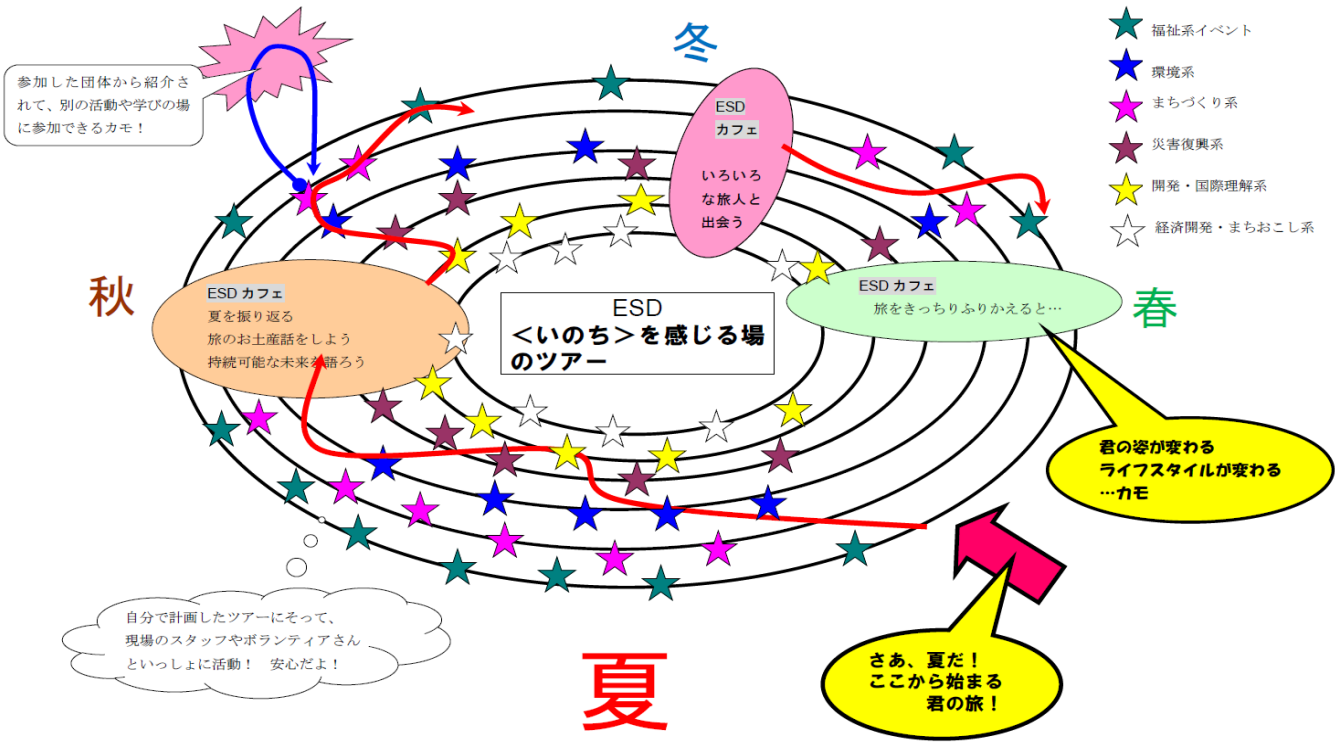 冬
福祉系イベント
環境系
まちづくり系
災害復興系
開発・国際理解系
経済開発・まちおこし系
参加した団体から紹介さ
れて、別の活動や学びの場
に参加できるカモ！
ESD
カフェ
いろいろ
な旅人と
出会う
秋
ESD カフェ
夏を振り返る
旅のお土産話をしよう
持続可能な未来を語ろう
ESD
＜いのち＞を感じる場
のツアー
ESD カフェ
旅をきっちりふりかえると…
春
君の姿が変わる
ライフスタイルが変わる
…カモ
自分で計画したツアーにそって、
現場のスタッフやボランティアさん
といっしょに活動！　安心だよ！
夏
さあ、夏だ！
ここから始まる
君の旅！